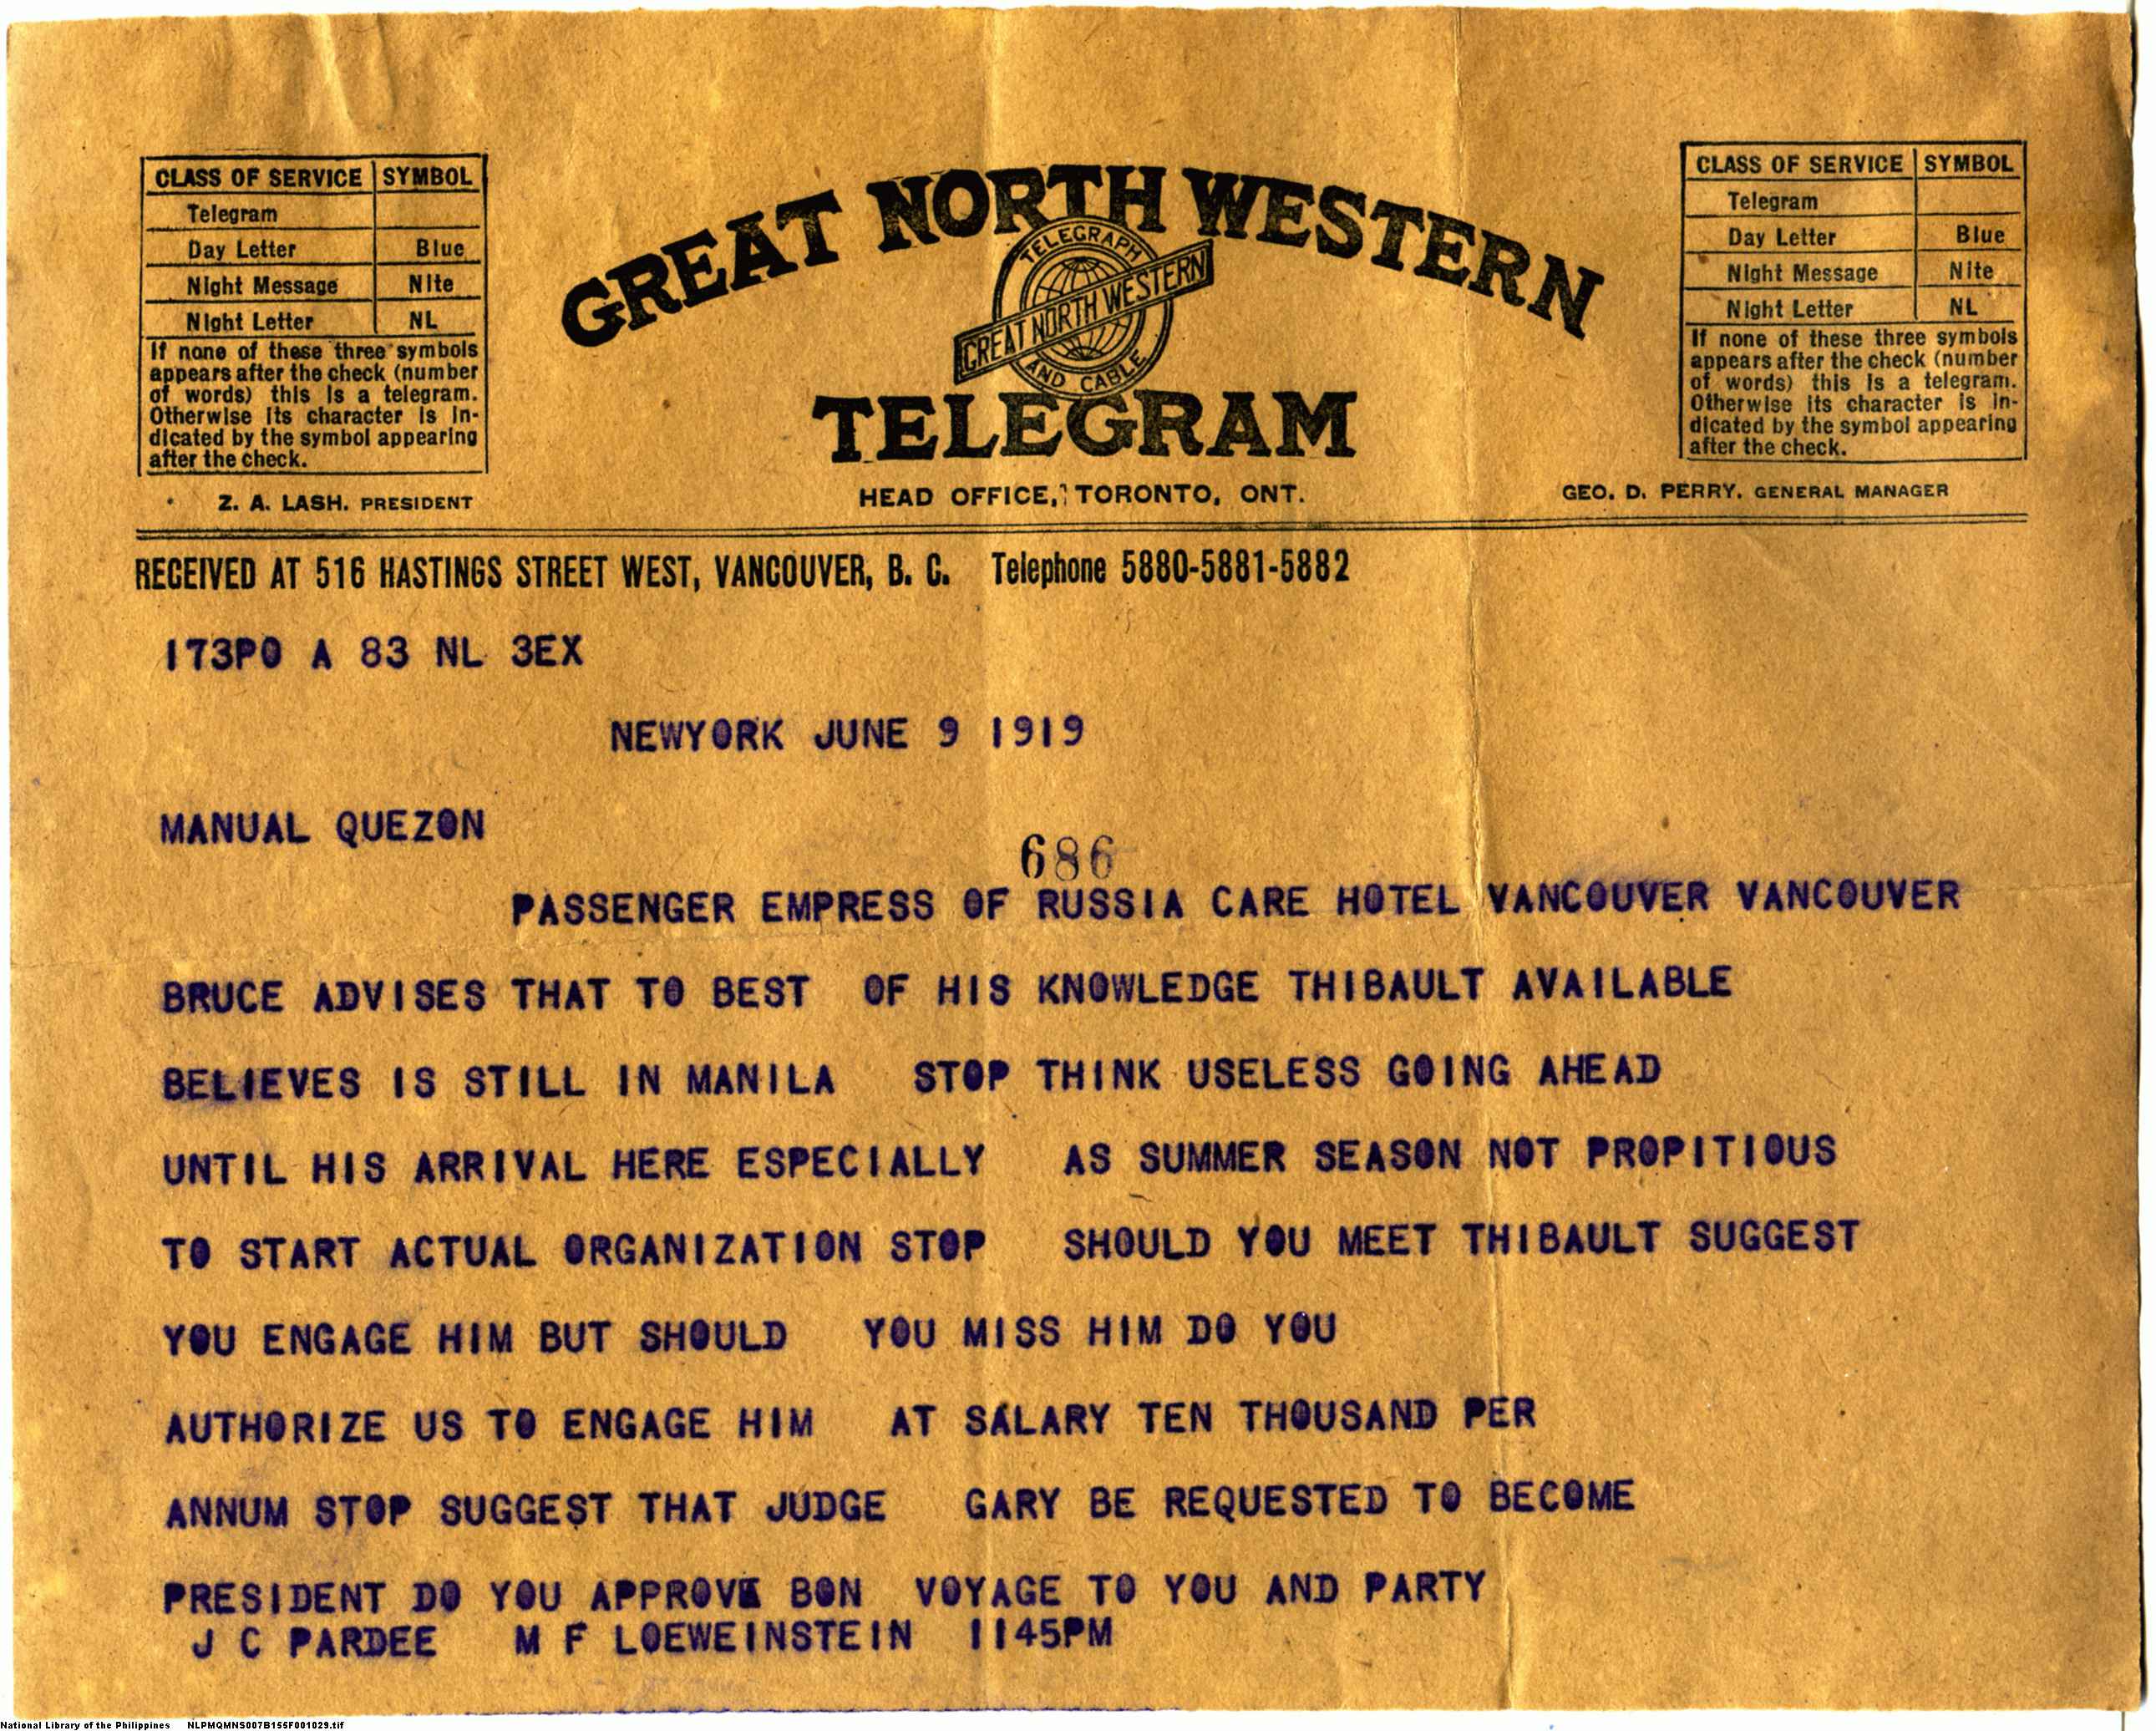 CLASS OF SERVICE SYMBOL
Telegram
Day Letter Blue
Night Message Nite
Night Letter NL
If none of these three symbols
appears after the check (number
of words) this is a telegram.
Otherwise its character is in-
dicated by the symbol appearing
after the check.
Z. A. LASH, PRESIDENT
GREAT NORTH WESTERN
TELEGRAPH
GREAT NORTH WESTERN
AND CABLE
TELEGRAM
HEAD OFFICE, TORONTO, ONT.
CLASS OF SERVICE SYMBOL
Telegram
Day Letter Blue
Night Message Nite
Night Letter NL
If none of these three symbols
appears after the check (number
of words) this is a telegram.
Otherwise its character is in-
dicated by the symbol appearing
after the check.
GEO. D. PERRY, GENERAL MANAGER
RECEIVED AT 516 HASTINGS STREET WEST, VANCOUVER, B. C. Telephone 5880-5881-5882
173PO A 83 NL 3EX
NEWYORK JUNE 9 1919
MANUAL QUEZON
686
PASSENGER EMPRESS OF RUSSIA CARE HOTEL VANCOUVER VANCOUVER
BRUCE ADVISES THAT TO BEST OF HIS KNOWLEDGE THIBAULT AVAILABLE
BELIEVES IS STILL IN MANILA STOP THINK USELESS GOING AHEAD
UNTIL HIS ARRIVAL HERE ESPECIALLY AS SUMMER SEASON NOT PROPITIOUS
TO START ACTUAL ORGANIZATION STOP SHOULD YOU MEET THIBAULT SUGGEST
YOU ENGAGE HIM BUT SHOULD YOU MISS HIM DO YOU
AUTHORIZE US TO ENGAGE HIM AT SALARY TEN THOUSAND PER
ANNUM STOP SUGGEST THAT JUDGE GARY BE REQUESTED TO BECOME
PRESIDENT DO YOU APPROVE BON VOYAGE TO YOU AND PARTY
J C PARDEE M F LOEWEINSTEIN 1145PM
National Library of the Philippines NLPMQMNS007B155F001029.tif